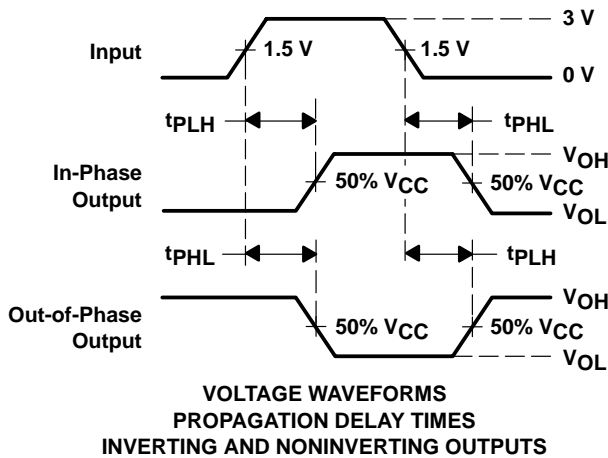 3 V
Input
1.5 V
1.5 V
0 V
tPLH
tPHL
In-Phase
Output
VOH
50% VCC
50% VCC
VOL
tPHL
tPLH
Out-of-Phase
Output
VOH
50% VCC
50% VCC
VOL
VOLTAGE WAVEFORMS
PROPAGATION DELAY TIMES
INVERTING AND NONINVERTING OUTPUTS